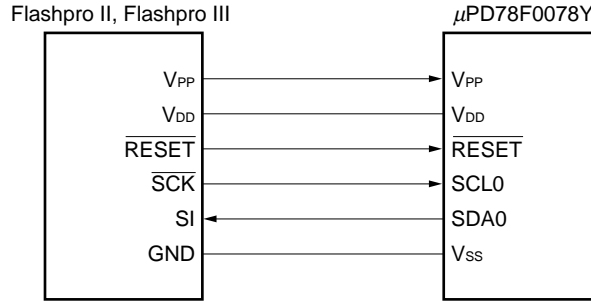 Flashpro II, Flashpro III μPD78F0078Y
VPP VPP
VDD VDD
RESET RESET
SCK SCL0
SI SDA0
GND VSS